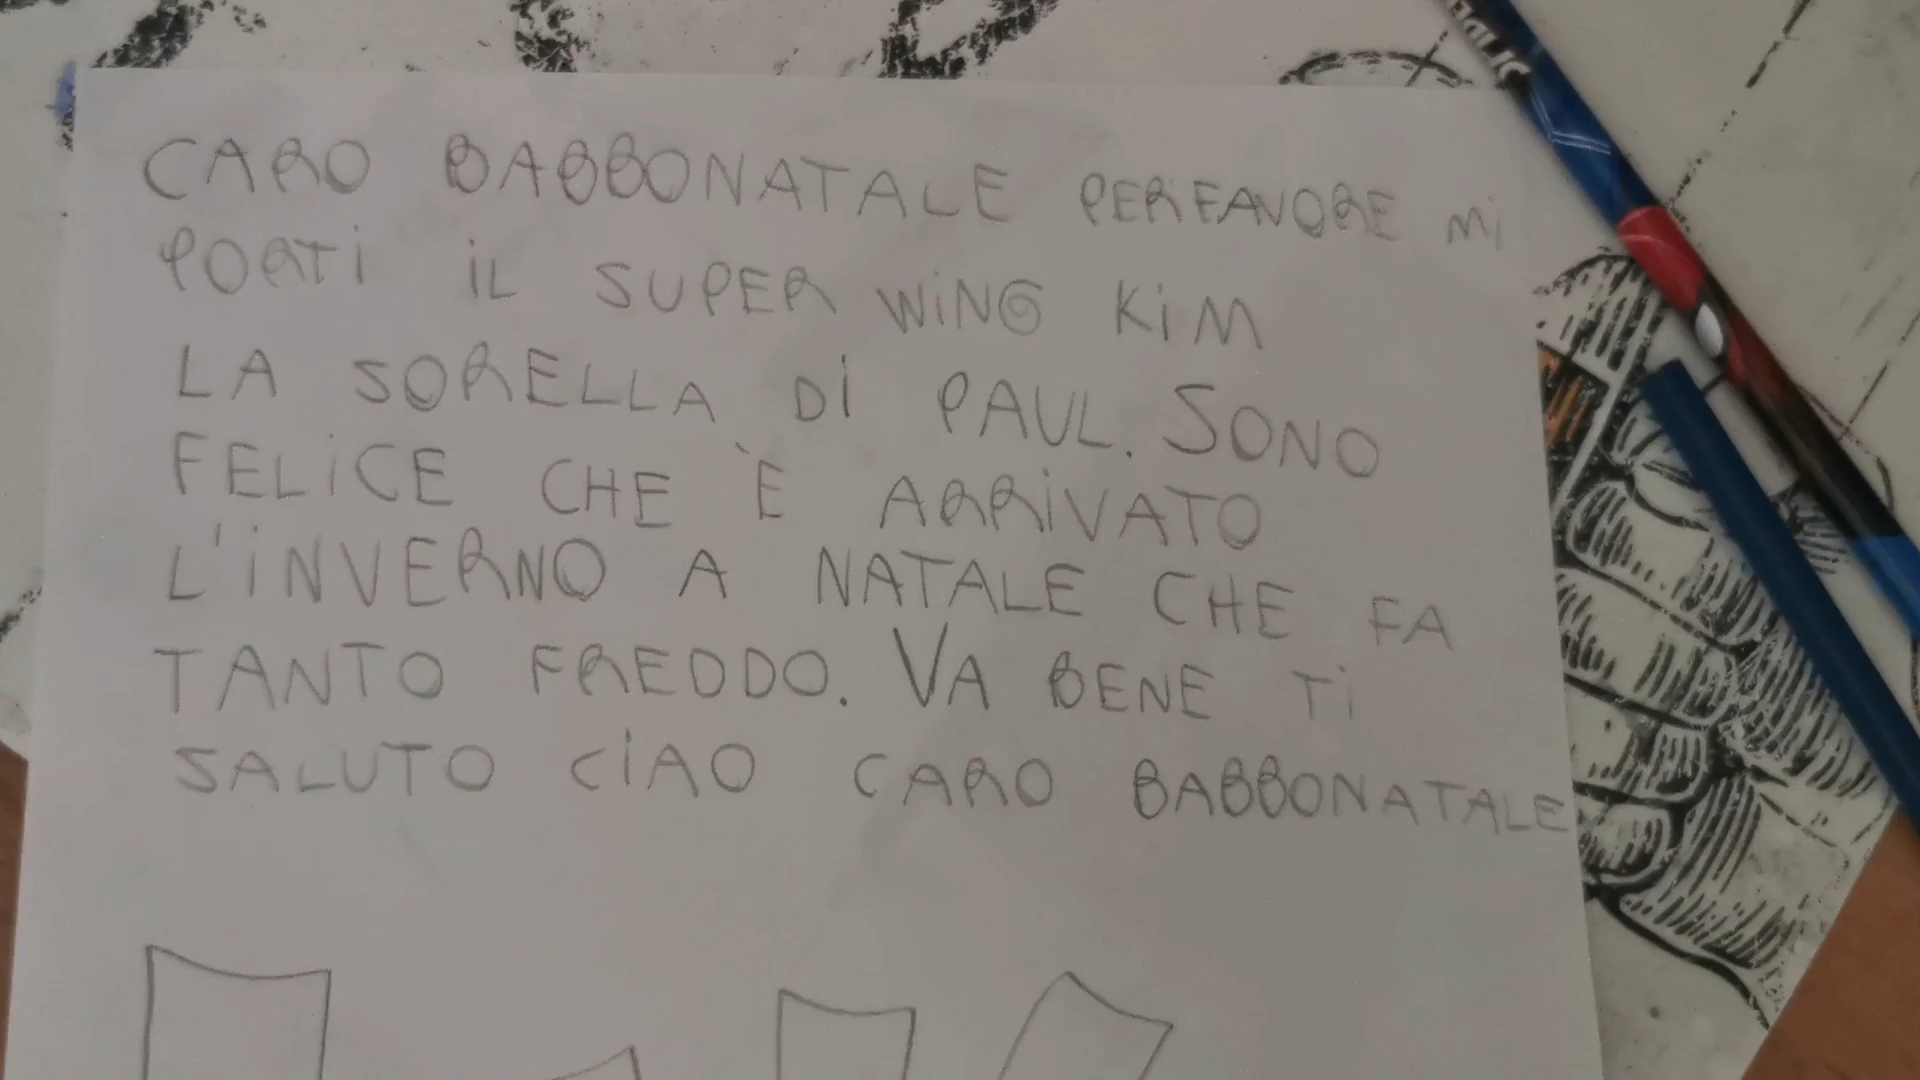 CARO BABBONATALE PERFAVORE Mi
PORTi iL SUPER WiNG KiM
LA SORELLA Di PAUL. SONO
FELiCE CHE È ARRiVATO
L'iNVERNO A NATALE CHE FA
TANTO FREDDO. VA BENE Ti
SALUTO CiAO CARO BABBONATALE